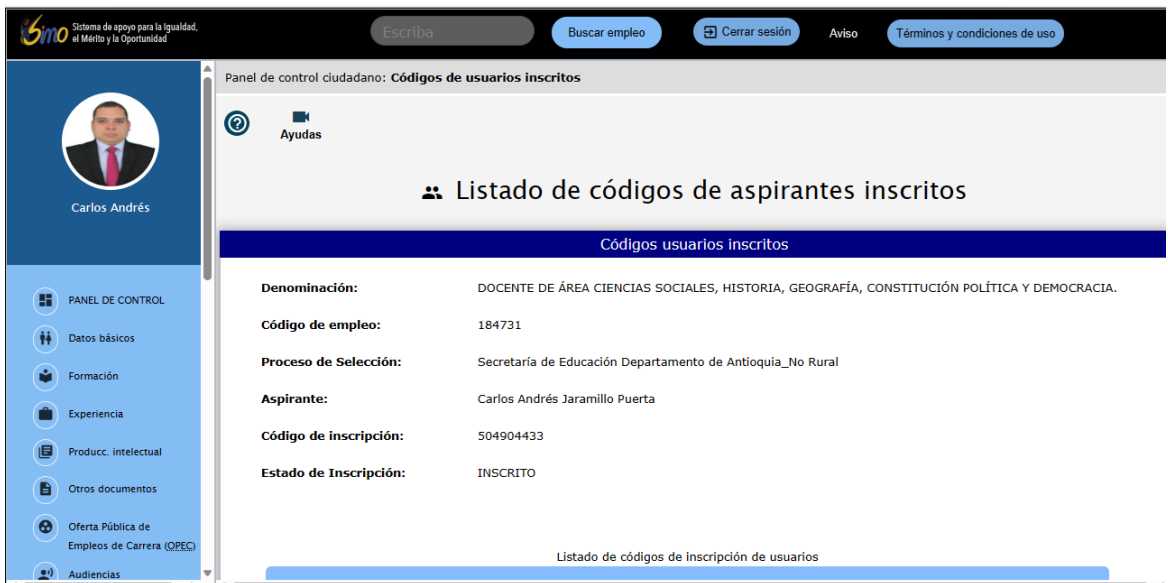 Simo Sistema de apoyo para la Igualdad,
el Mérito y la Oportunidad
Escriba
Buscar empleo
Cerrar sesión
Aviso
Términos y condiciones de uso
Carlos Andrés
PANEL DE CONTROL
Datos básicos
Formación
Experiencia
Producc. intelectual
Otros documentos
Oferta Pública de
Empleos de Carrera (OPEC)
Audiencias
Panel de control ciudadano: Códigos de usuarios inscritos
Ayudas
Listado de códigos de aspirantes inscritos
Códigos usuarios inscritos
Denominación: DOCENTE DE ÁREA CIENCIAS SOCIALES, HISTORIA, GEOGRAFÍA, CONSTITUCIÓN POLÍTICA Y DEMOCRACIA.
Código de empleo: 184731
Proceso de Selección: Secretaría de Educación Departamento de Antioquia_No Rural
Aspirante: Carlos Andrés Jaramillo Puerta
Código de inscripción: 504904433
Estado de Inscripción: INSCRITO
Listado de códigos de inscripción de usuarios